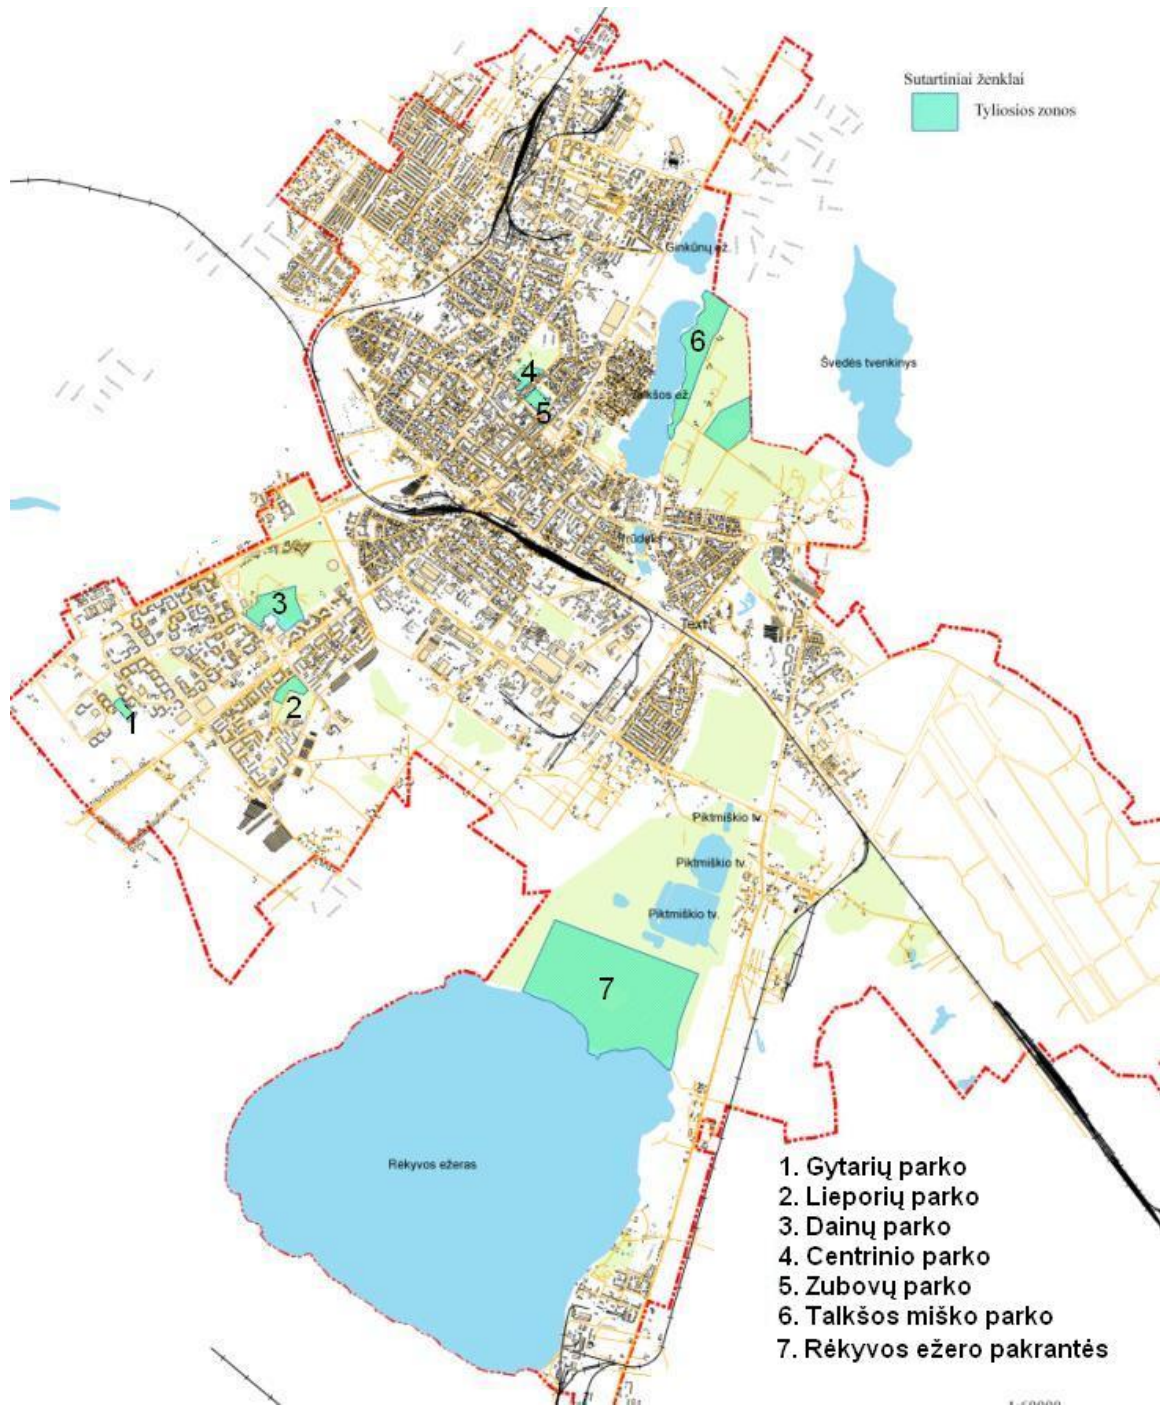 Sutartiniai ženklai
Tyliosios zonos
Ginkūnų ež.
6
Švedės tvenkinys
4
Talkšos ež.
5
Prūdelis
3
Text
2
1
Piktmiškio tv.
Piktmiškio tv.
Piktmiškio tv.
7
Rėkyvos ežeras
1. Gytarių parko
2. Lieporių parko
3. Dainų parko
4. Centrinio parko
5. Zubovų parko
6. Talkšos miško parko
7. Rėkyvos ežero pakrantės